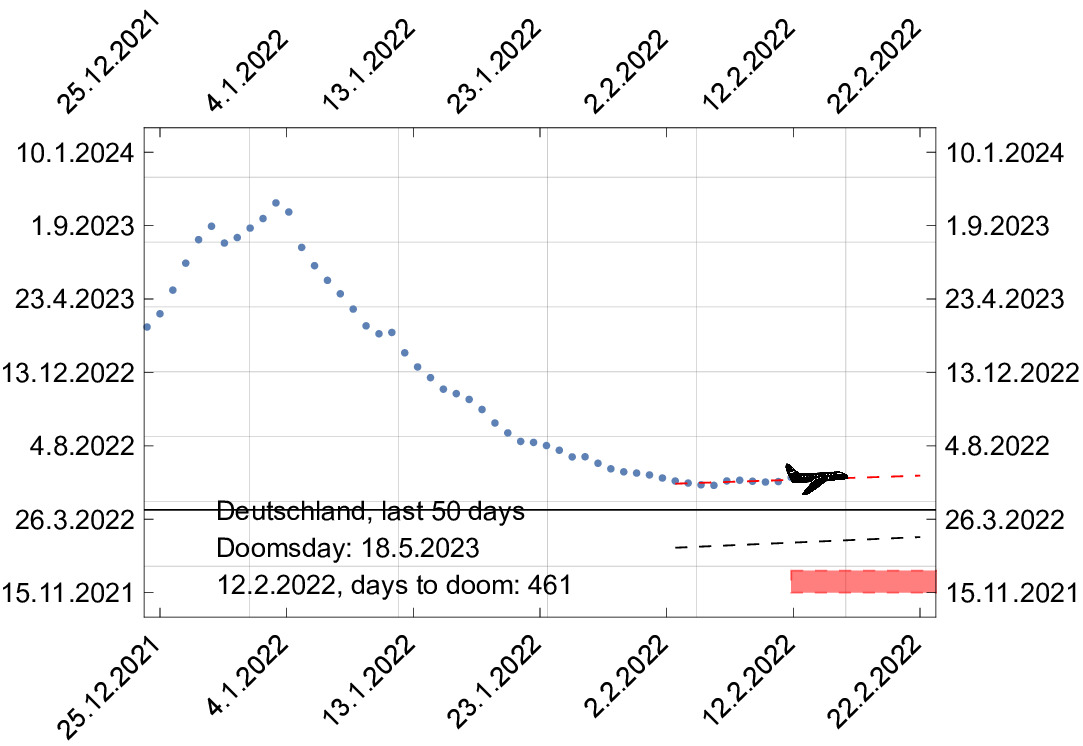 25.12.2021 4.1.2022 13.1.2022 23.1.2022 2.2.2022 12.2.2022 22.2.2022
10.1.2024 10.1.2024
1.9.2023 1.9.2023
23.4.2023 23.4.2023
13.12.2022 13.12.2022
4.8.2022 4.8.2022
Deutschland, last 50 days
26.3.2022 26.3.2022
Doomsday: 18.5.2023
12.2.2022, days to doom: 461
15.11.2021 15.11.2021
25.12.2021 4.1.2022 13.1.2022 23.1.2022 2.2.2022 12.2.2022 22.2.2022